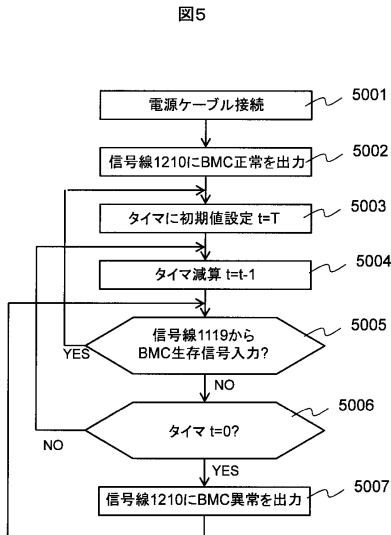 図5
電源ケーブル接続
5001
信号線1210にBMC正常を出力
5002
タイマに初期値設定 t=T
5003
タイマ減算 t=t-1
5004
信号線1119から
BMC生存信号入力?
5005
YES
NO
タイマ t=0?
5006
NO
YES
信号線1210にBMC異常を出力
5007